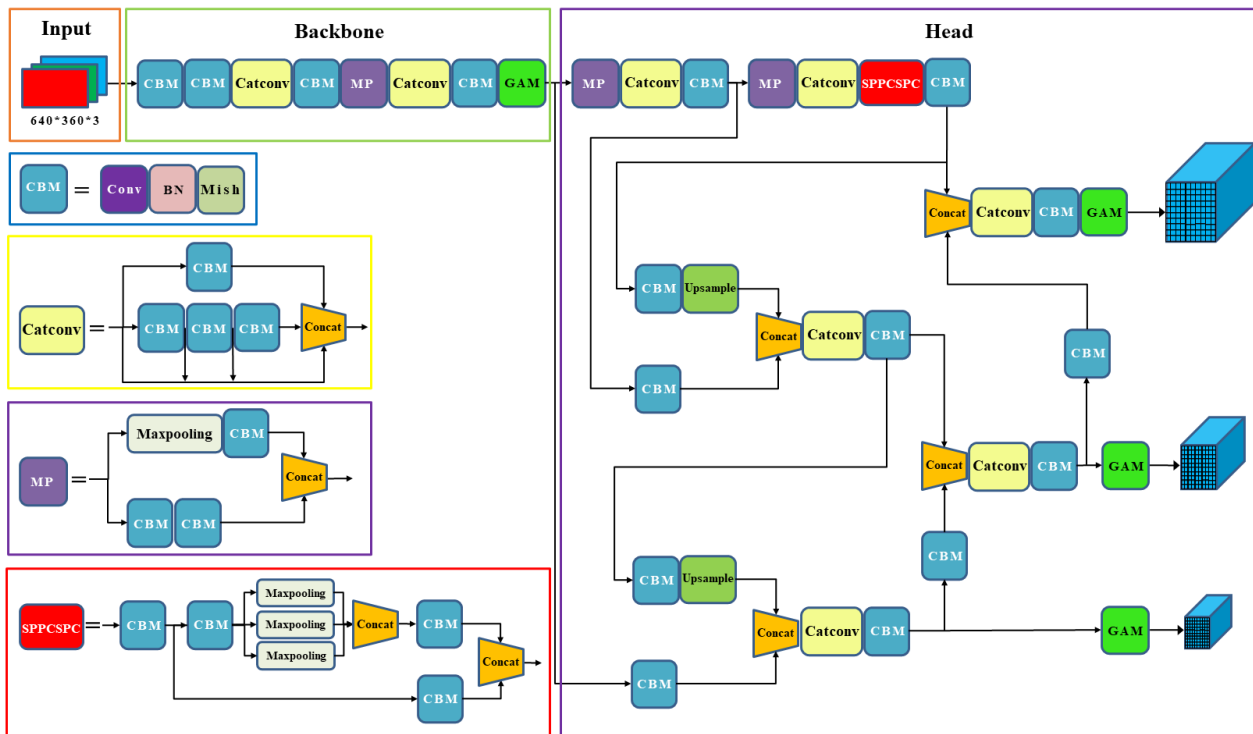 Input
640*360*3
Backbone
CBM CBM Catconv CBM MP Catconv CBM GAM
Head
MP Catconv CBM MP Catconv SPPCSPC CBM
Concat Catconv CBM GAM
CBM Upsample
Concat Catconv CBM
CBM
CBM
Concat Catconv CBM GAM
CBM
CBM Upsample
Concat Catconv CBM GAM
CBM
CBM = Conv BN Mish
CBM
Catconv = CBM CBM CBM Concat
Maxpooling CBM
MP = Concat
CBM CBM
Maxpooling
SPPCSPC = CBM CBM Maxpooling Concat CBM
Maxpooling
Concat
CBM